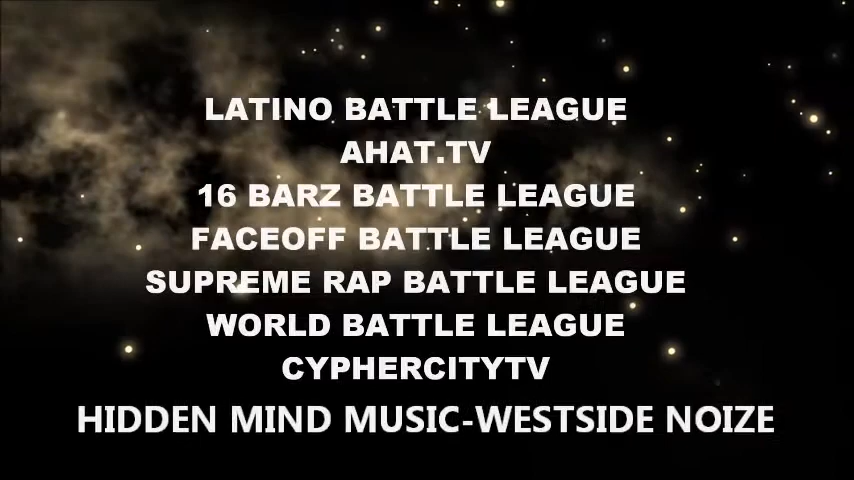 LATINO BATTLE LEAGUE
AHAT.TV
16 BARZ BATTLE LEAGUE
FACEOFF BATTLE LEAGUE
SUPREME RAP BATTLE LEAGUE
WORLD BATTLE LEAGUE
CYPHERCITYTV
HIDDEN MIND MUSIC-WESTSIDE NOIZE